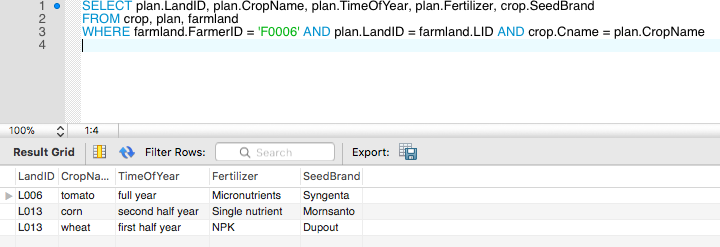 1 SELECT plan.LandID, plan.CropName, plan.TimeOfYear, plan.Fertilizer, crop.SeedBrand
2 FROM crop, plan, farmland
3 WHERE farmland.FarmerID = 'F0006' AND plan.LandID = farmland.LID AND crop.Cname = plan.CropName
4
100% 1:4
Result Grid Filter Rows: Search Export:
LandID CropNa... TimeOfYear Fertilizer SeedBrand
L006 tomato full year Micronutrients Syngenta
L013 corn second half year Single nutrient Mornsanto
L013 wheat first half year NPK Dupout